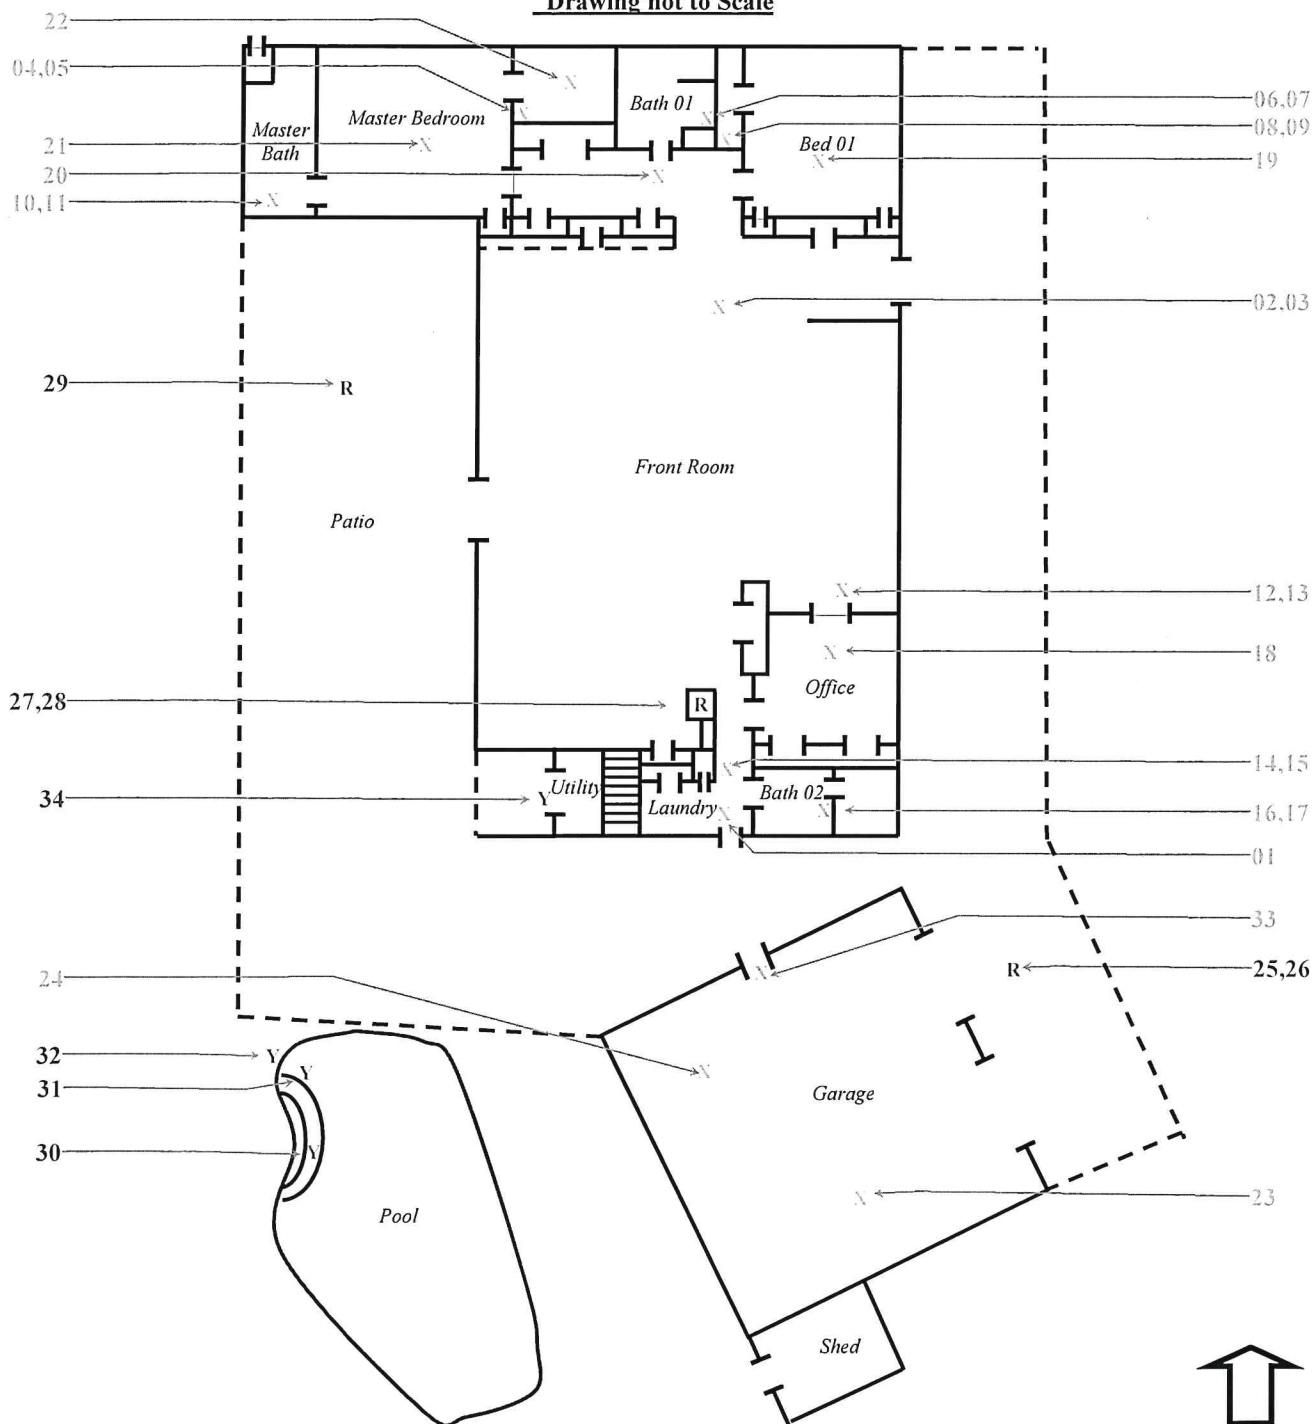 Drawing not to Scale
22
04,05
06,07
Bath 01
Master Bedroom
08,09
Master
Bath
21
Bed 01
19
20
10,11
X
X
X
X
X
X
X
X
02,03
X
29
R
Front Room
Patio
12,13
X
18
X
Office
27,28
R
14,15
X
34
Y
Utility
Laundry
Bath 02
16,17
X
X
01
33
X
24
R
25,26
32
Y
31
Y
X
Garage
30
Y
23
X
Pool
Shed